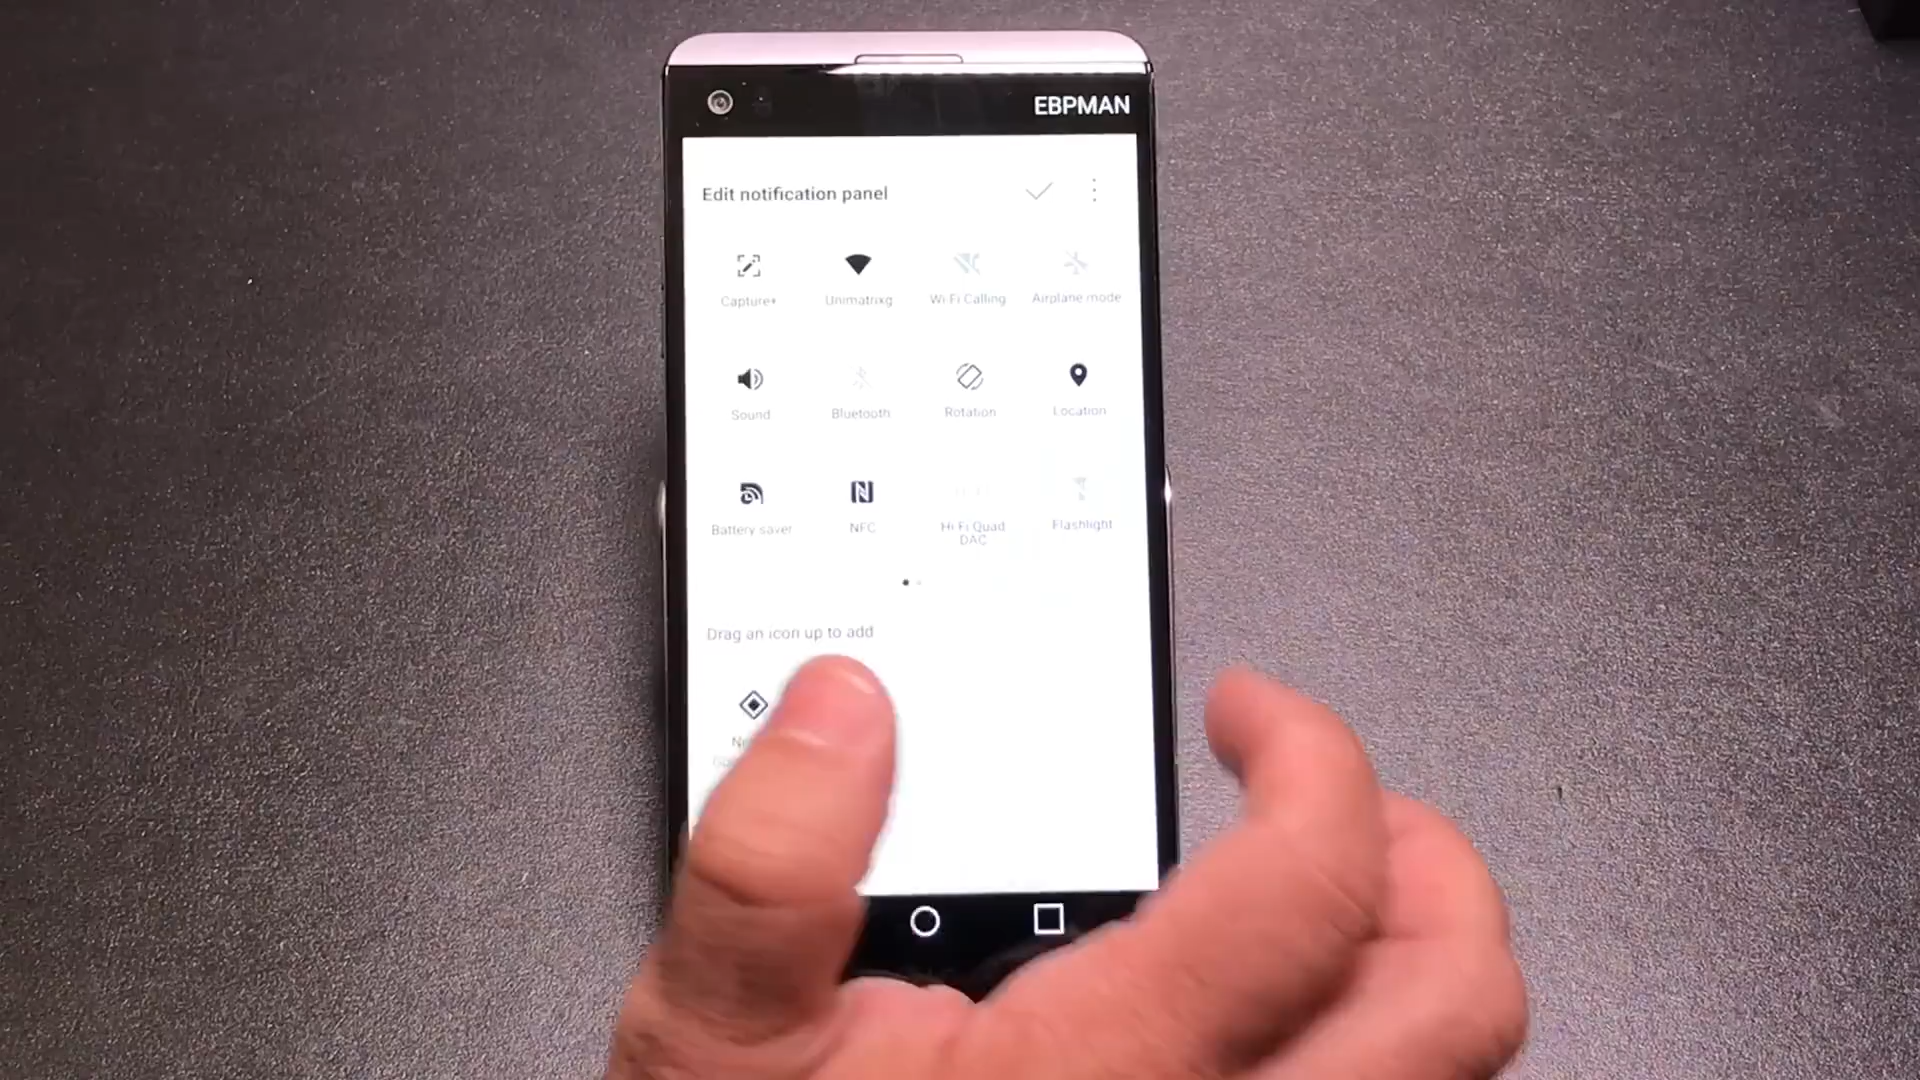 EBPMAN
Edit notification panel
Capture+
Unimatrixg
Wi-Fi Calling
Airplane mode
Sound
Bluetooth
Rotation
Location
Battery saver
NFC
Hi-Fi Quad
DAC
Flashlight
Drag an icon up to add